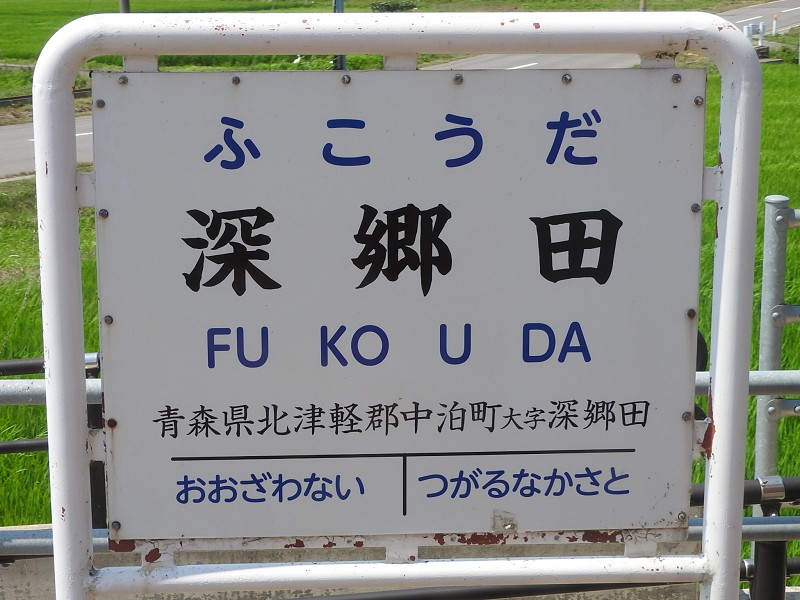 ふこうだ
深郷田
FU KO U DA
青森県北津軽郡中泊町大字深郷田
おおざわない つがるなかさと